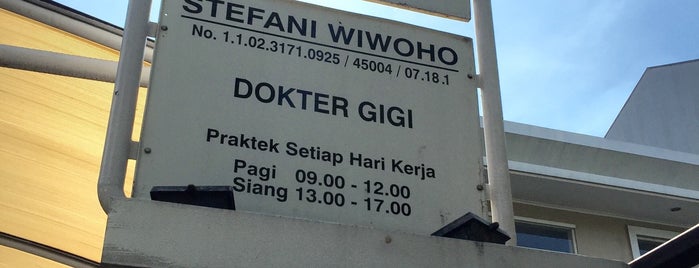 STEFANI WIWOHO
No. 1.1.02.3171.0925 / 45004 / 07.18.1
DOKTER GIGI
Praktek Setiap Hari Kerja
Pagi 09.00 - 12.00
Siang 13.00 - 17.00